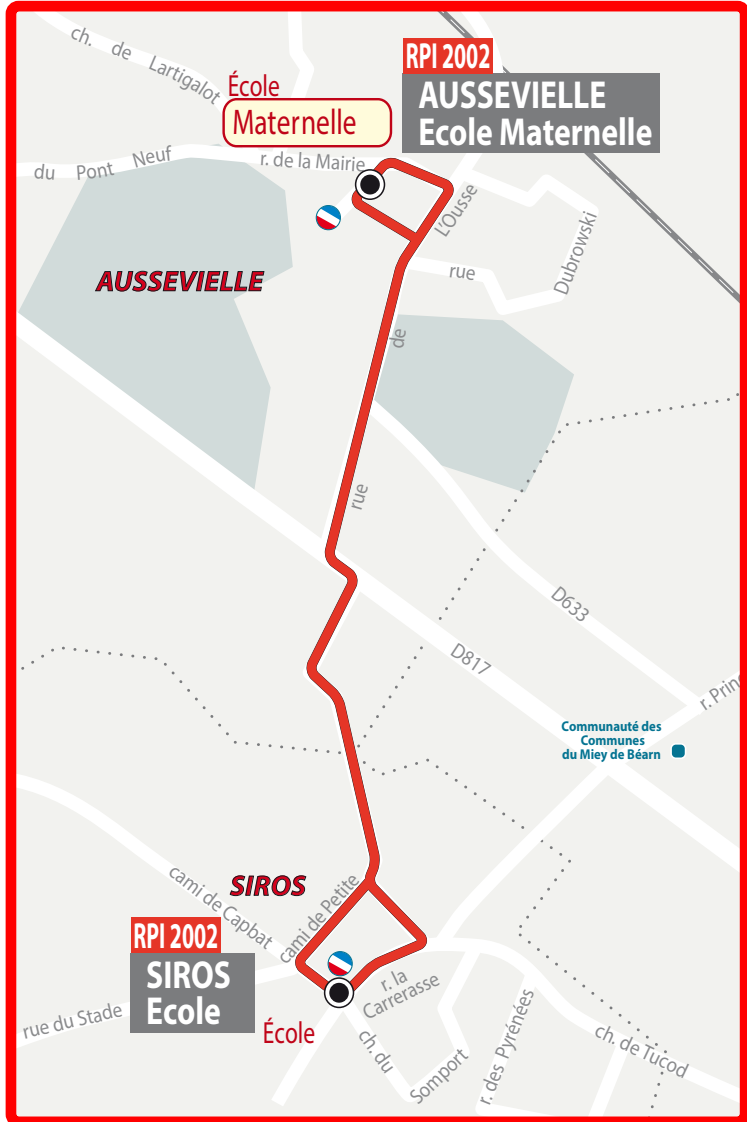 ch. de Lartigalot
École
Maternelle
RPI 2002
AUSSEVIELLE
Ecole Maternelle
du Pont Neuf
r. de la Mairie
L'Ousse
Dubrowski
rue
AUSSEVIELLE
de
rue
D633
D817
r. Princ
Communauté des
Communes
du Miey de Béarn
cami de Capbat
SIROS
cami de Petite
RPI 2002
SIROS
Ecole
r. la
Carrerasse
rue du Stade
École
ch. du
Somport
r. des Pyrénées
ch. de Tucod